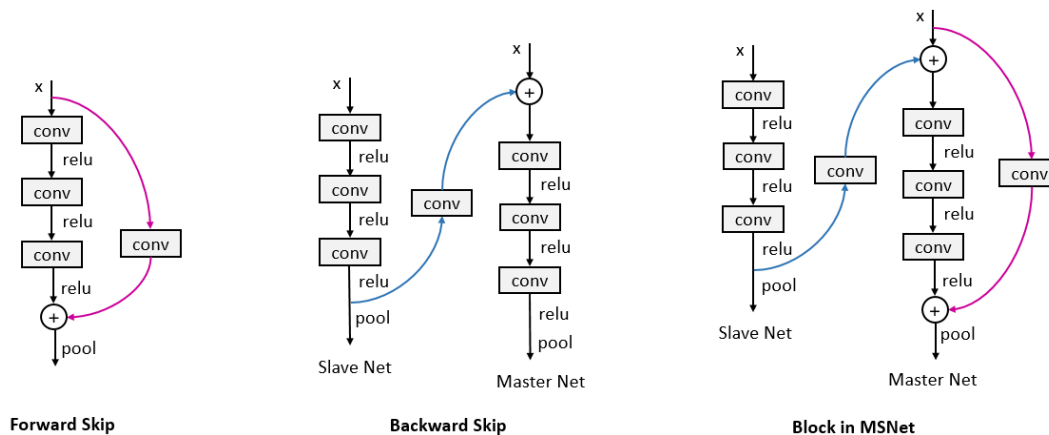 x
conv
relu
conv
relu
conv
conv
relu
+
pool
Forward Skip
x
conv
relu
conv
relu
conv
relu
pool
Slave Net
conv
x
+
conv
relu
conv
relu
conv
relu
pool
Master Net
Backward Skip
x
conv
relu
conv
relu
conv
relu
pool
Slave Net
conv
x
+
conv
relu
conv
relu
conv
relu
+
pool
conv
Master Net
Block in MSNet